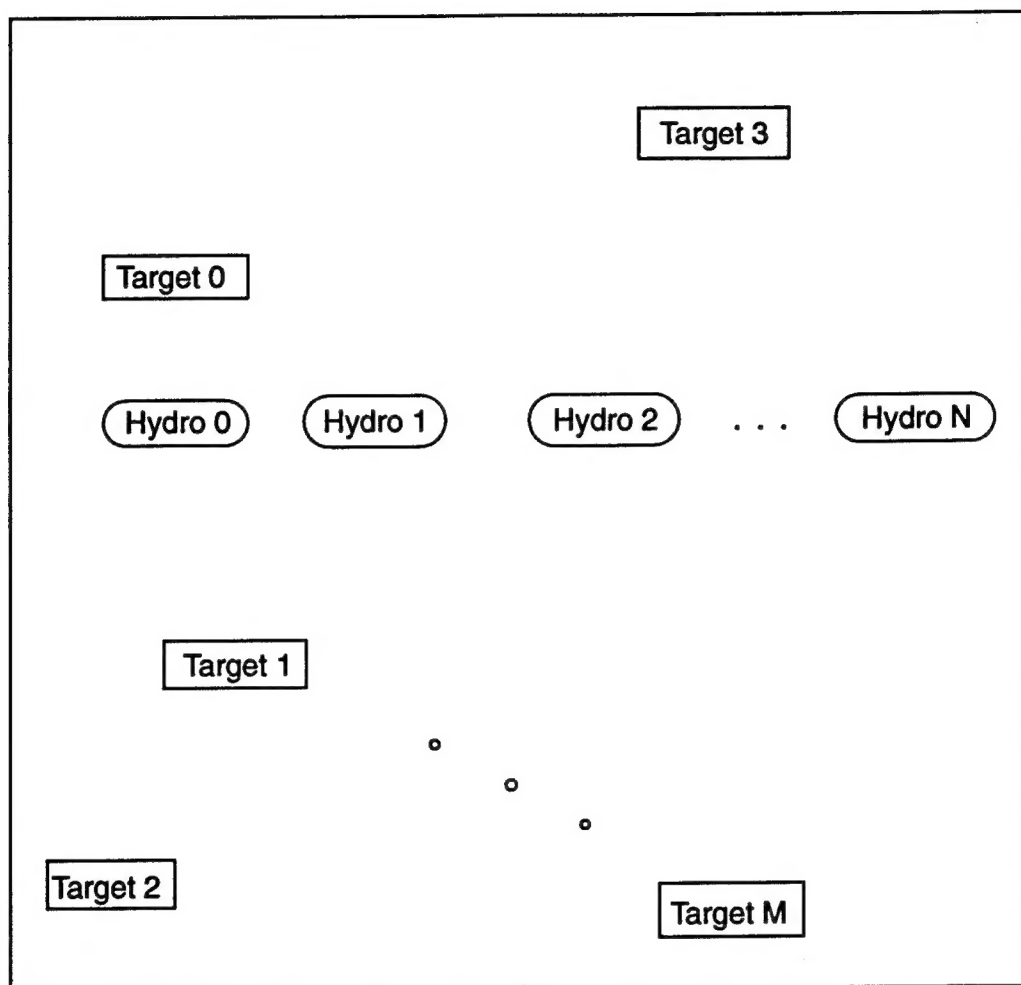 Target 3
Target 0
Hydro 0 Hydro 1 Hydro 2 . . . Hydro N
Target 1
Target 2
Target M